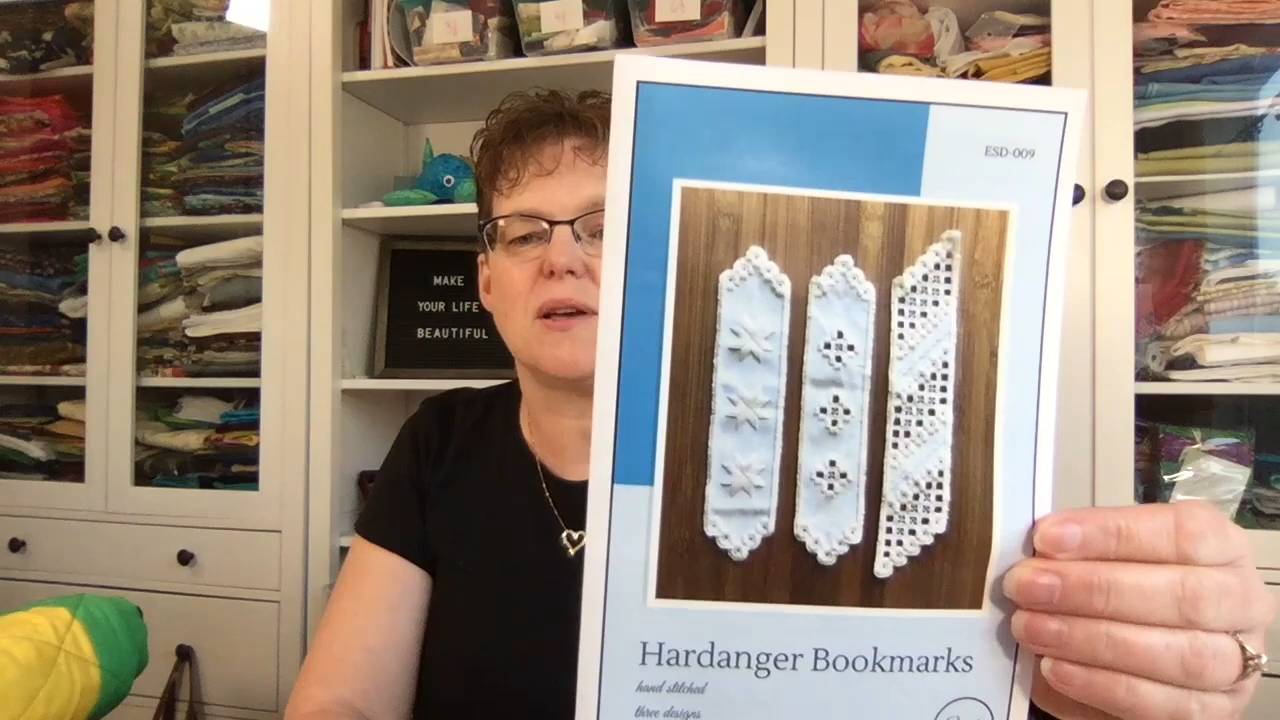 MAKE
YOUR LIFE
BEAUTIFUL
ESD-009
Hardanger Bookmarks
hand stitched
three designs